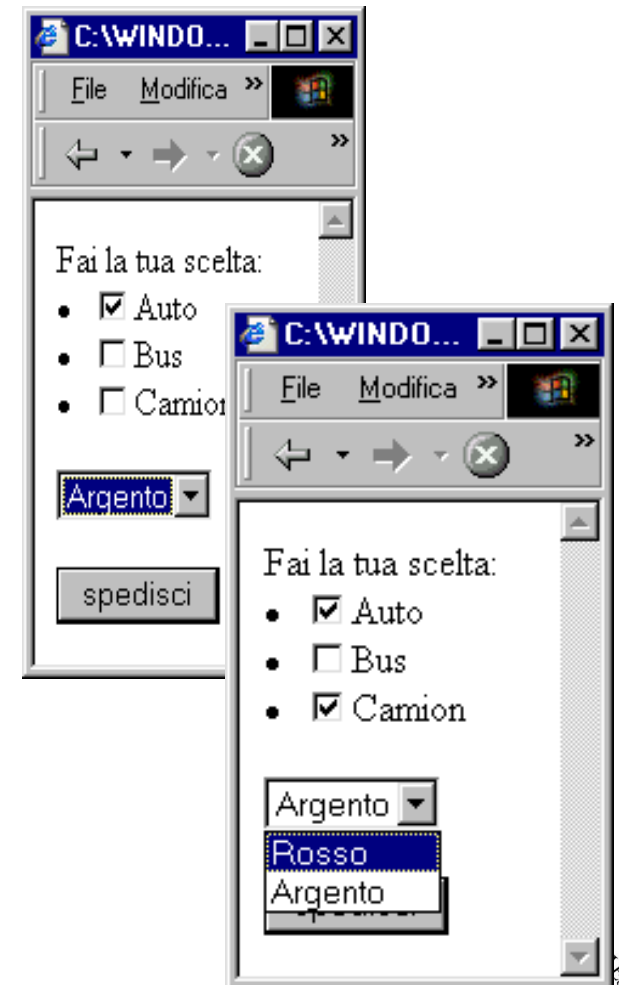 C:\WINDO...
File Modifica »
»
Fai la tua scelta:
• Auto
• Bus
• Camion
Argento
spedisci
C:\WINDO...
File Modifica »
»
Fai la tua scelta:
• Auto
• Bus
• Camion
Argento
Rosso
Argento